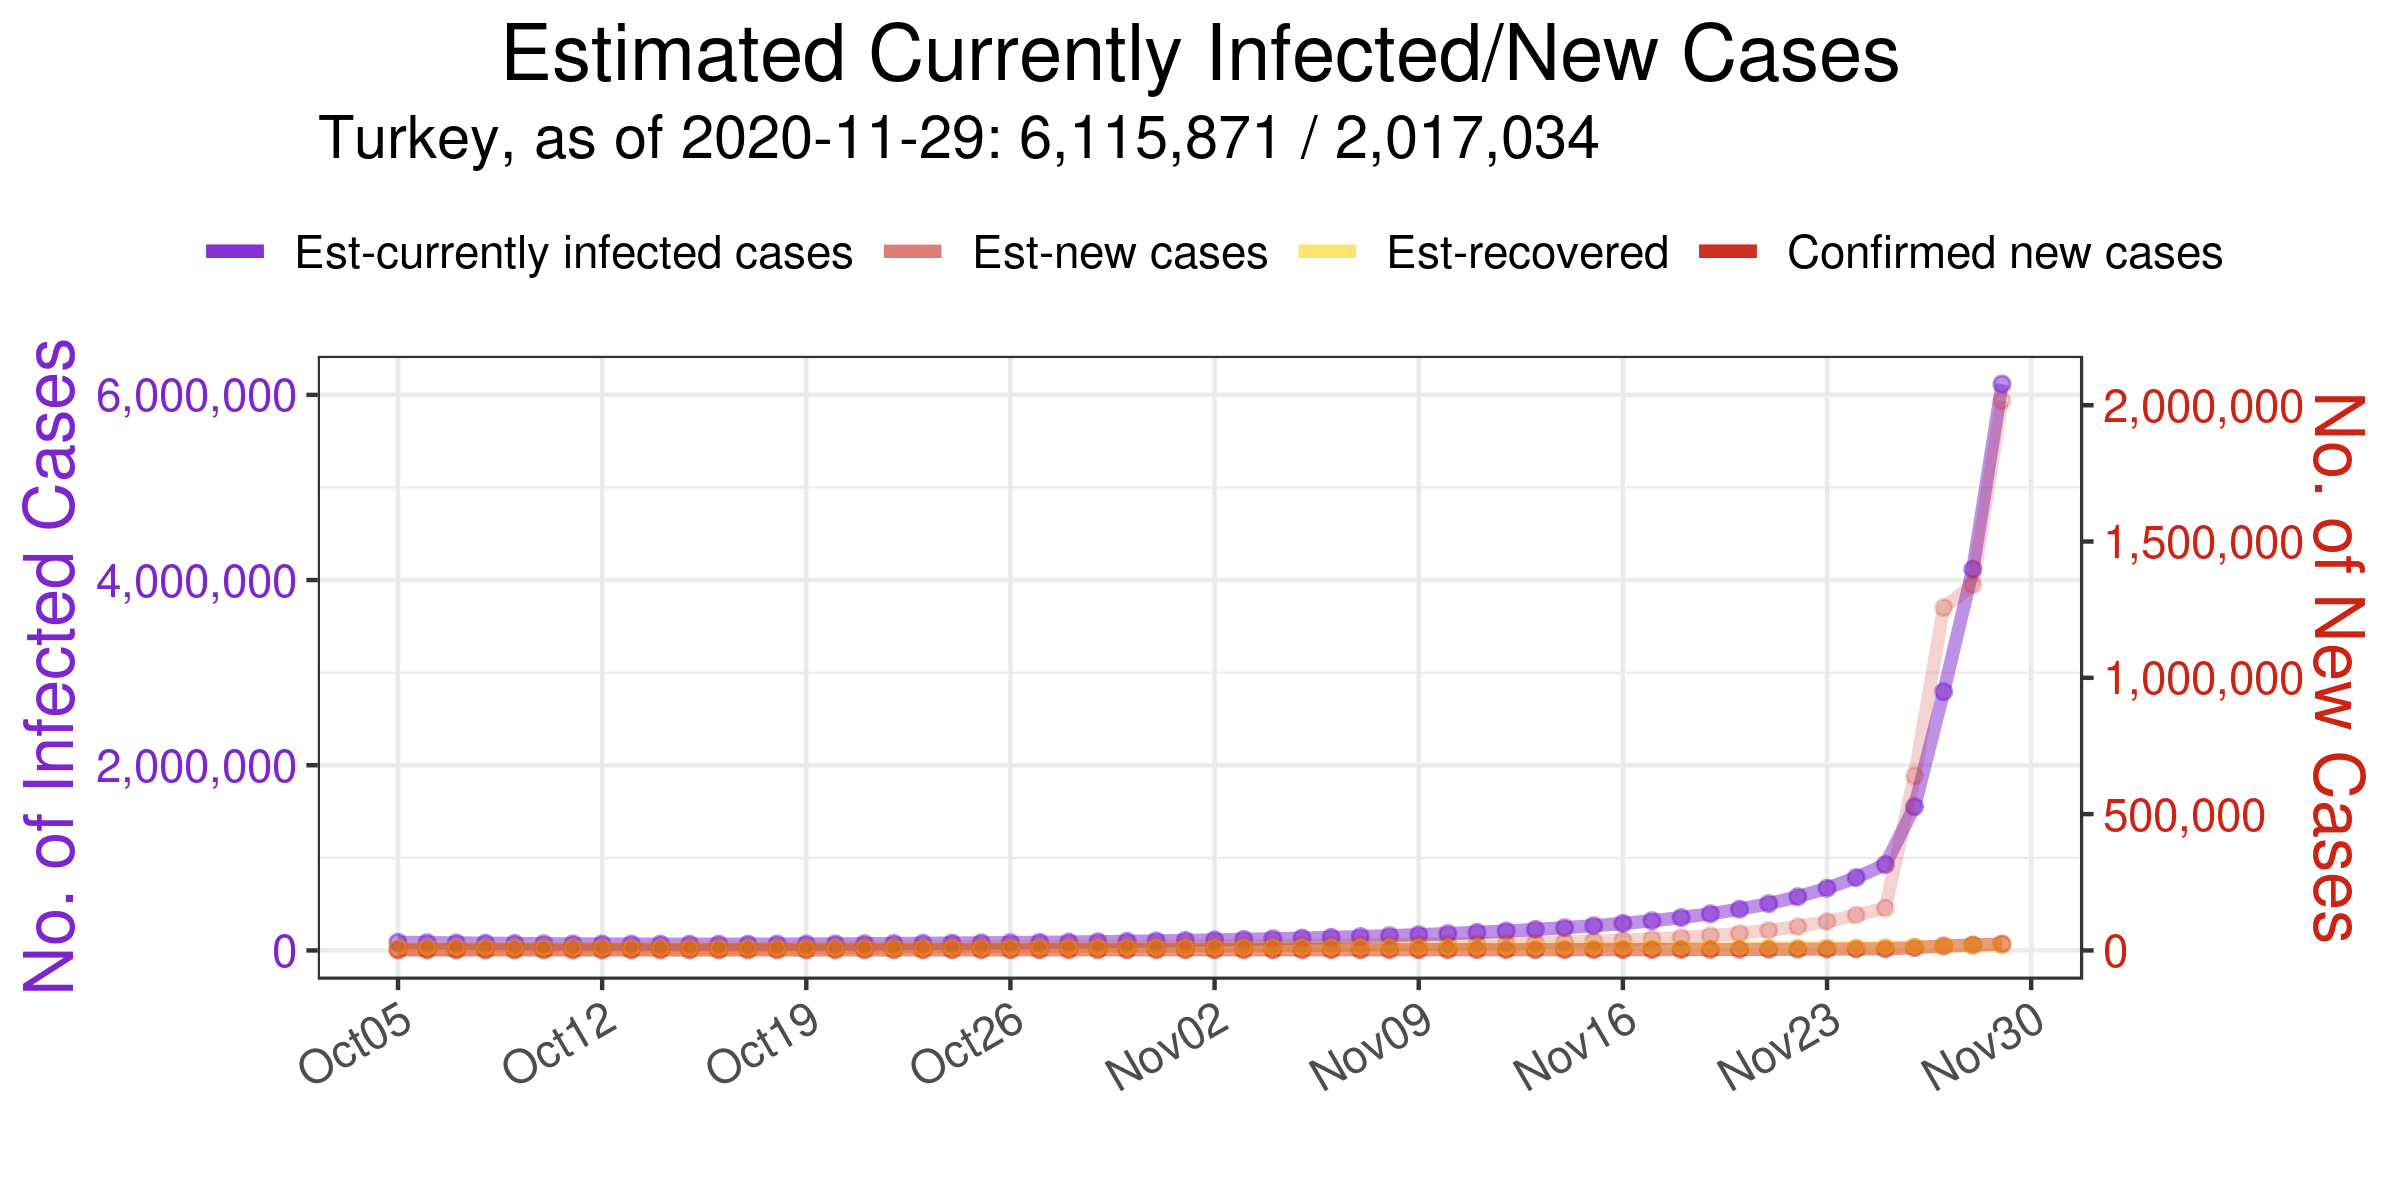 Estimated Currently Infected/New Cases
Turkey, as of 2020-11-29: 6,115,871 / 2,017,034
Est-currently infected cases Est-new cases Est-recovered Confirmed new cases
No. of Infected Cases
6,000,000
4,000,000
2,000,000
0
2,000,000
1,500,000
1,000,000
500,000
0
No. of New Cases
Oct05 Oct12 Oct19 Oct26 Nov02 Nov09 Nov16 Nov23 Nov30